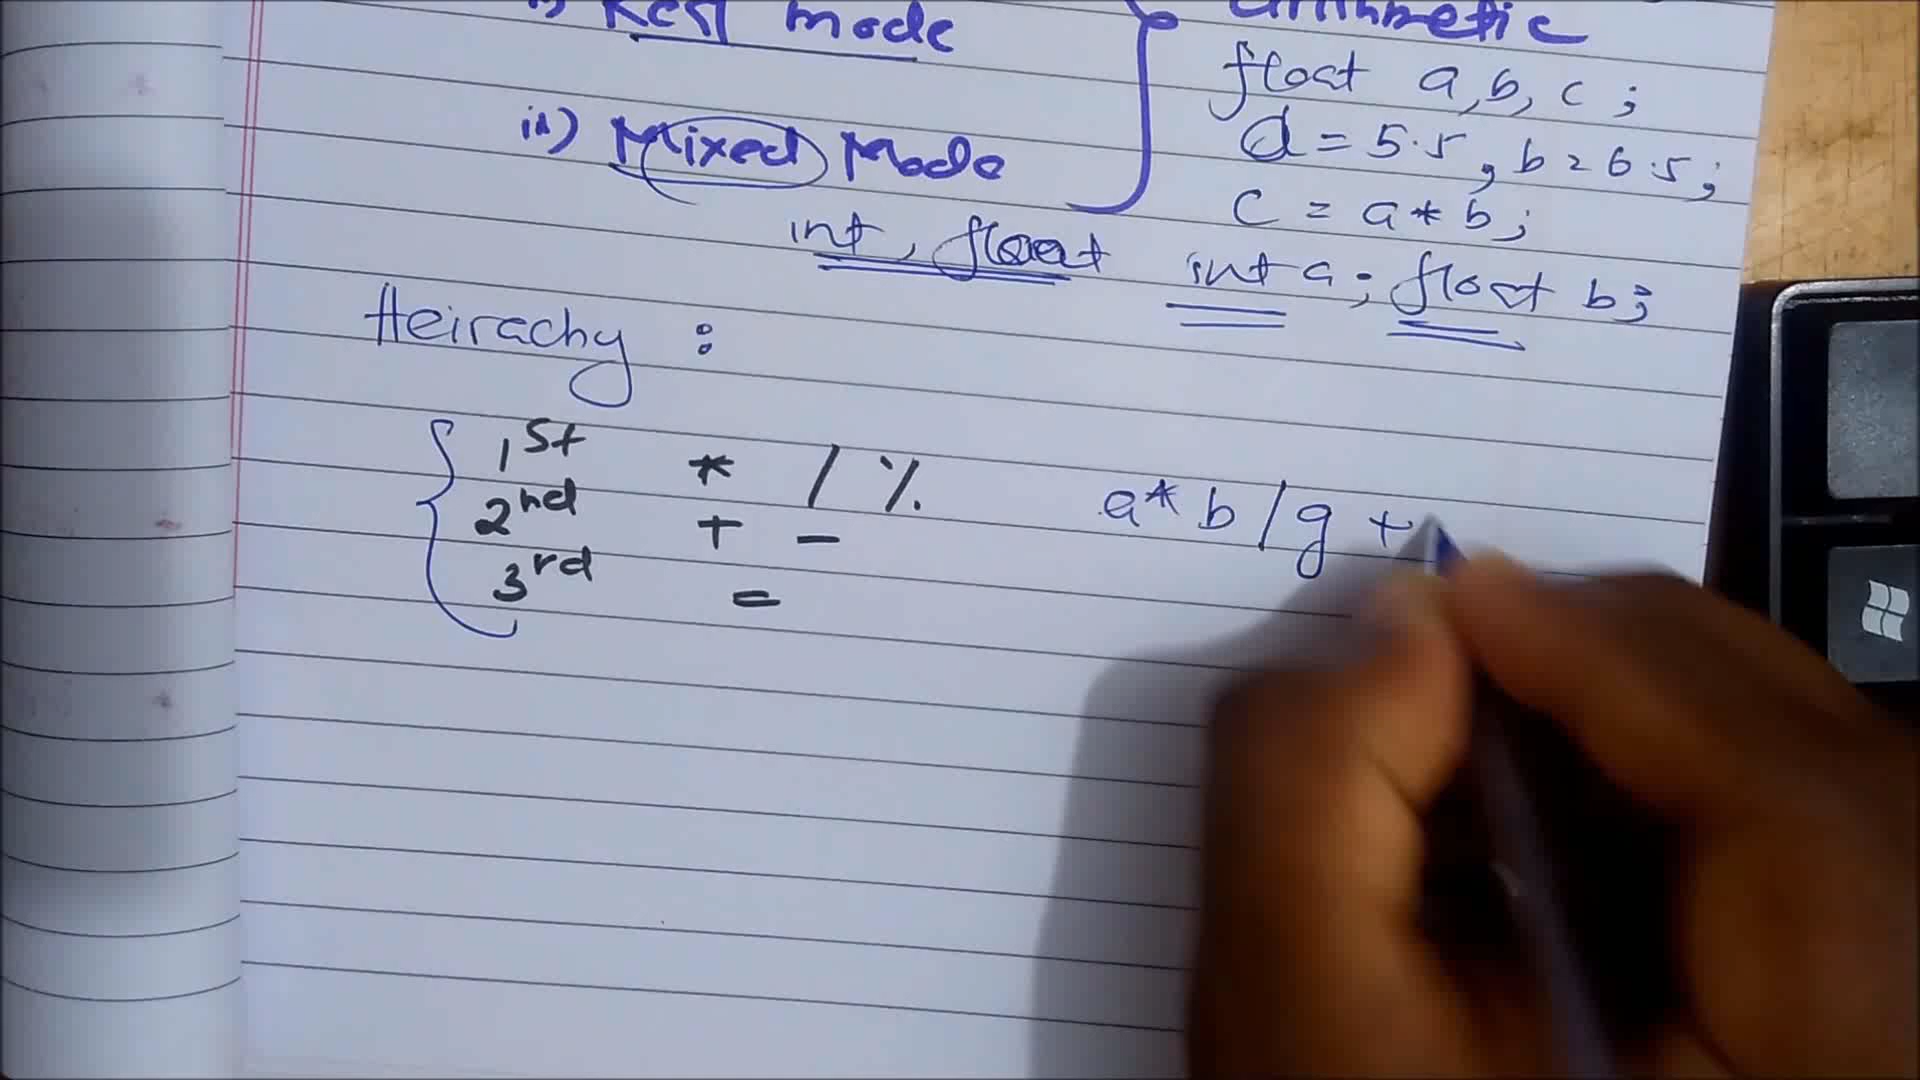 ii) Real mode
iii) Mixed Mode
int, float
arithmetic
float a, b, c ;
a = 5.5, b = 6.5;
c = a * b;
int a ; float b;
Heirachy :
1st * / %
2nd + -
3rd =
a * b / g +